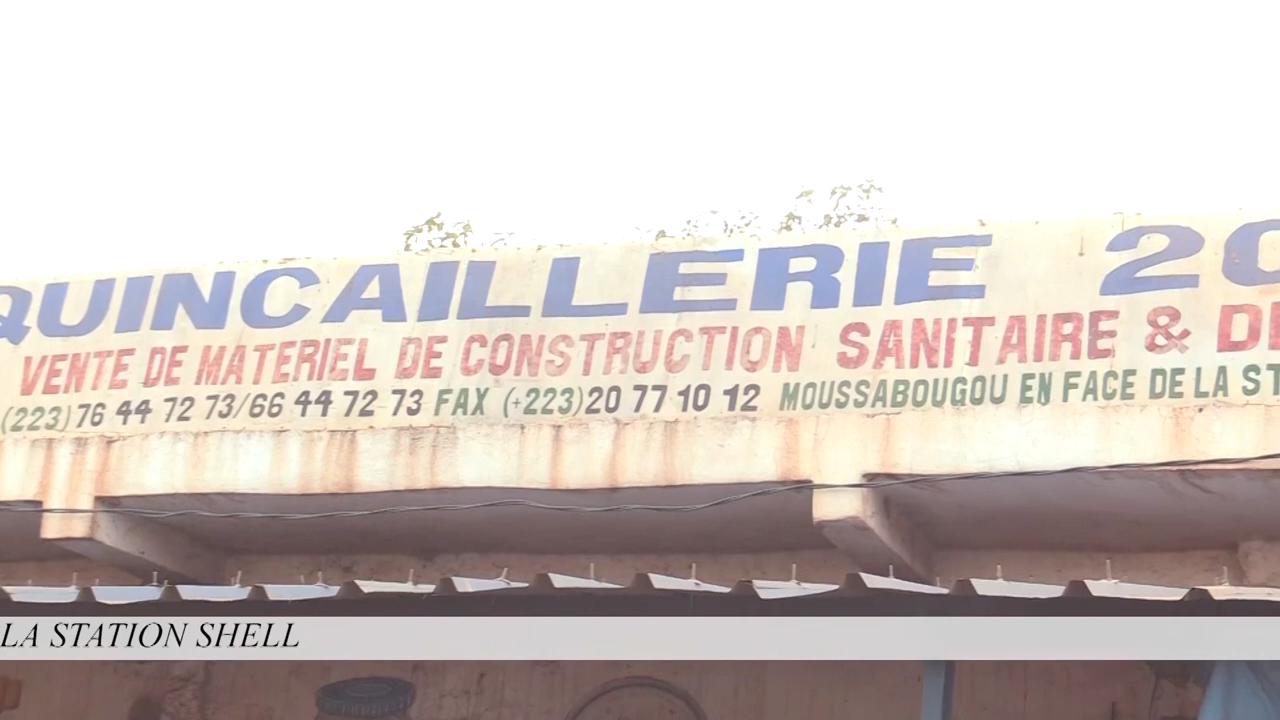 QUINCAILLERIE 20
VENTE DE MATERIEL DE CONSTRUCTION SANITAIRE &
(223) 76 44 72 73/66 44 72 73 FAX (+223) 20 77 10 12 MOUSSABOUGOU EN FACE DE LA
LA STATION SHELL